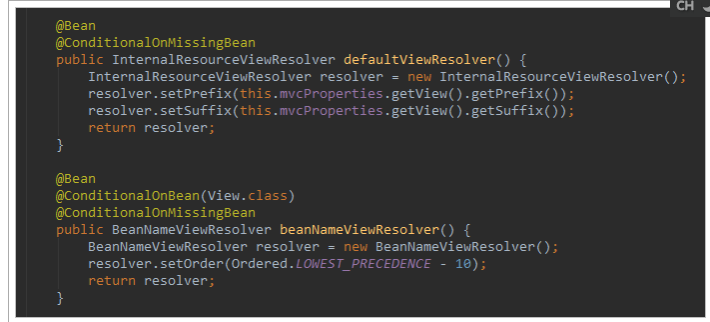 CH
@Bean
@ConditionalOnMissingBean
public InternalResourceViewResolver defaultViewResolver() {
    InternalResourceViewResolver resolver = new InternalResourceViewResolver();
    resolver.setPrefix(this.mvcProperties.getView().getPrefix());
    resolver.setSuffix(this.mvcProperties.getView().getSuffix());
    return resolver;
}
@Bean
@ConditionalOnBean(View.class)
@ConditionalOnMissingBean
public BeanNameViewResolver beanNameViewResolver() {
    BeanNameViewResolver resolver = new BeanNameViewResolver();
    resolver.setOrder(Ordered.LOWEST_PRECEDENCE - 10);
    return resolver;
}